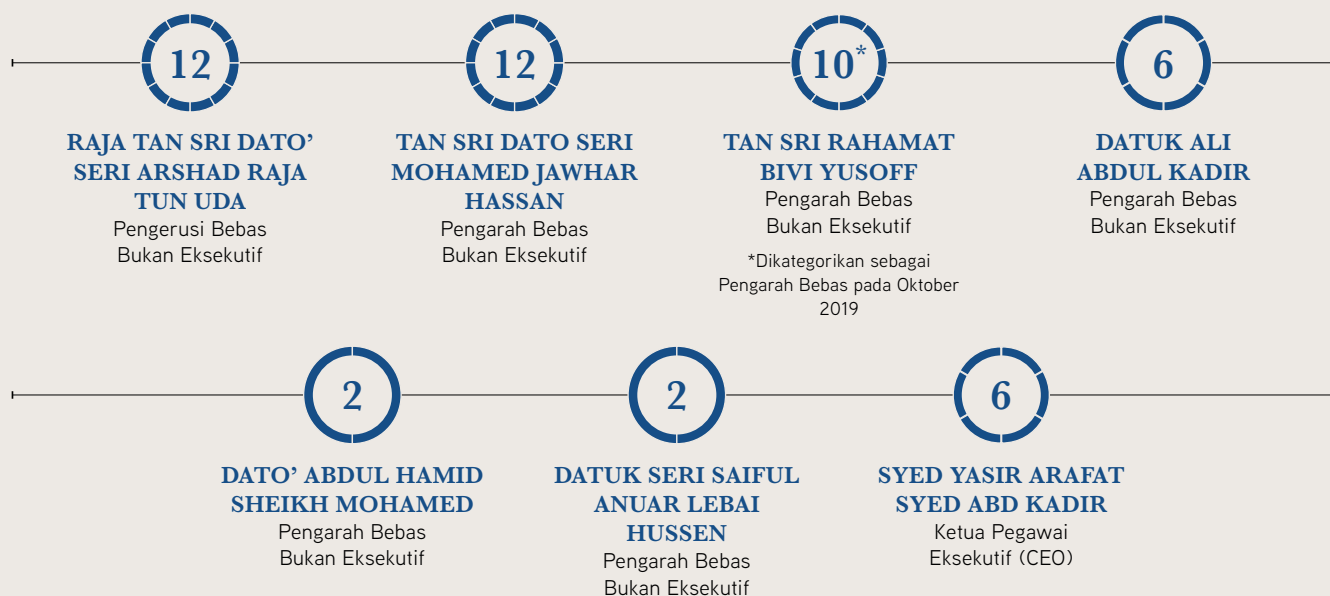 12
RAJA TAN SRI DATO’
SERI ARSHAD RAJA
TUN UDA
Pengerusi Bebas
Bukan Eksekutif
12
TAN SRI DATO SERI
MOHAMED JAWHAR
HASSAN
Pengarah Bebas
Bukan Eksekutif
10*
TAN SRI RAHAMAT
BIVI YUSOFF
Pengarah Bebas
Bukan Eksekutif
*Dikategorikan sebagai
Pengarah Bebas pada Oktober
2019
6
DATUK ALI
ABDUL KADIR
Pengarah Bebas
Bukan Eksekutif
2
DATO’ ABDUL HAMID
SHEIKH MOHAMED
Pengarah Bebas
Bukan Eksekutif
2
DATUK SERI SAIFUL
ANUAR LEBAI
HUSSEN
Pengarah Bebas
Bukan Eksekutif
6
SYED YASIR ARAFAT
SYED ABD KADIR
Ketua Pegawai
Eksekutif (CEO)